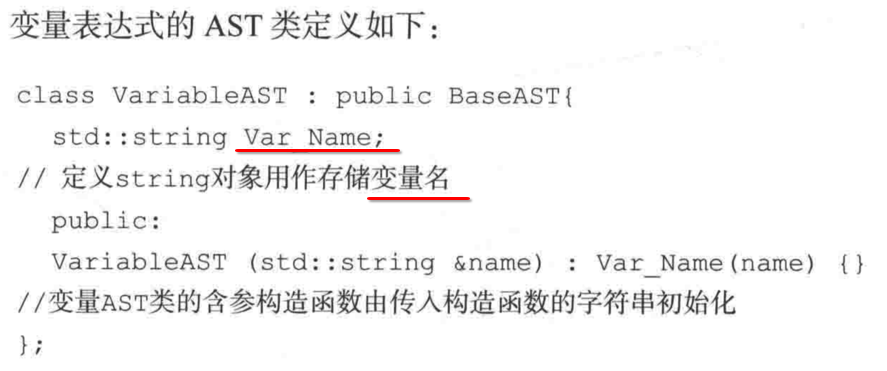 变量表达式的 AST 类定义如下：
class VariableAST : public BaseAST{
std::string Var_Name;
// 定义string对象用作存储变量名
public:
VariableAST (std::string &name) : Var_Name(name) {}
//变量AST类的含参构造函数由传入构造函数的字符串初始化
};